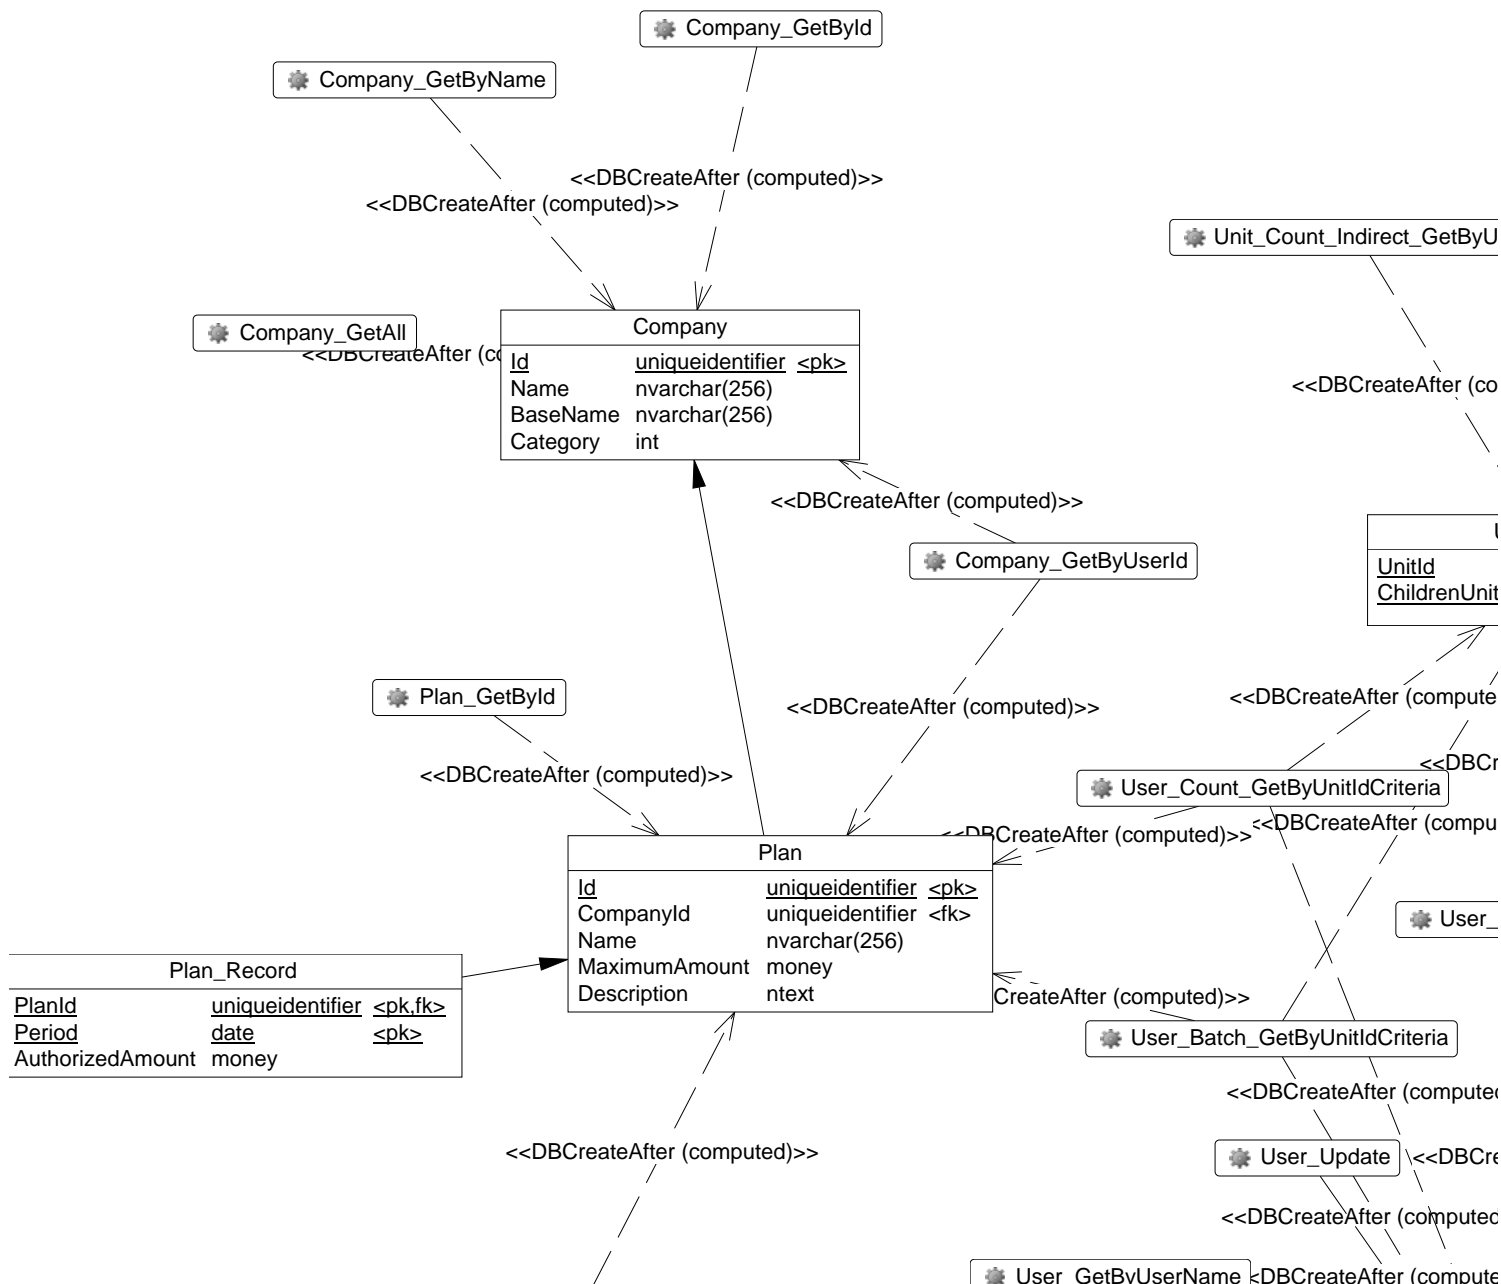 Company_GetById
Company_GetByName
<<DBCreateAfter (computed)>>
<<DBCreateAfter (computed)>>
Unit_Count_Indirect_GetByU
Company_GetAll
<<DBCreateAfter (co
Company
Id uniqueidentifier <pk>
Name nvarchar(256)
BaseName nvarchar(256)
Category int
<<DBCreateAfter (co
<<DBCreateAfter (computed)>>
Company_GetByUserId
UnitId
ChildrenUnit
Plan_GetById
<<DBCreateAfter (computed)>>
<<DBCreateAfter (compute
<<DBCr
<<DBCreateAfter (computed)>>
User_Count_GetByUnitIdCriteria
<<DBCreateAfter (computed)>>
<<DBCreateAfter (compu
Plan
Id uniqueidentifier <pk>
CompanyId uniqueidentifier <fk>
Name nvarchar(256)
MaximumAmount money
Description ntext
User_
Plan_Record
PlanId uniqueidentifier <pk,fk>
Period date <pk>
AuthorizedAmount money
CreateAfter (computed)>>
User_Batch_GetByUnitIdCriteria
<<DBCreateAfter (computed
<<DBCreateAfter (computed)>>
User_Update
<<DBCre
<<DBCreateAfter (computed
User_GetByUserName
<<DBCreateAfter (compute